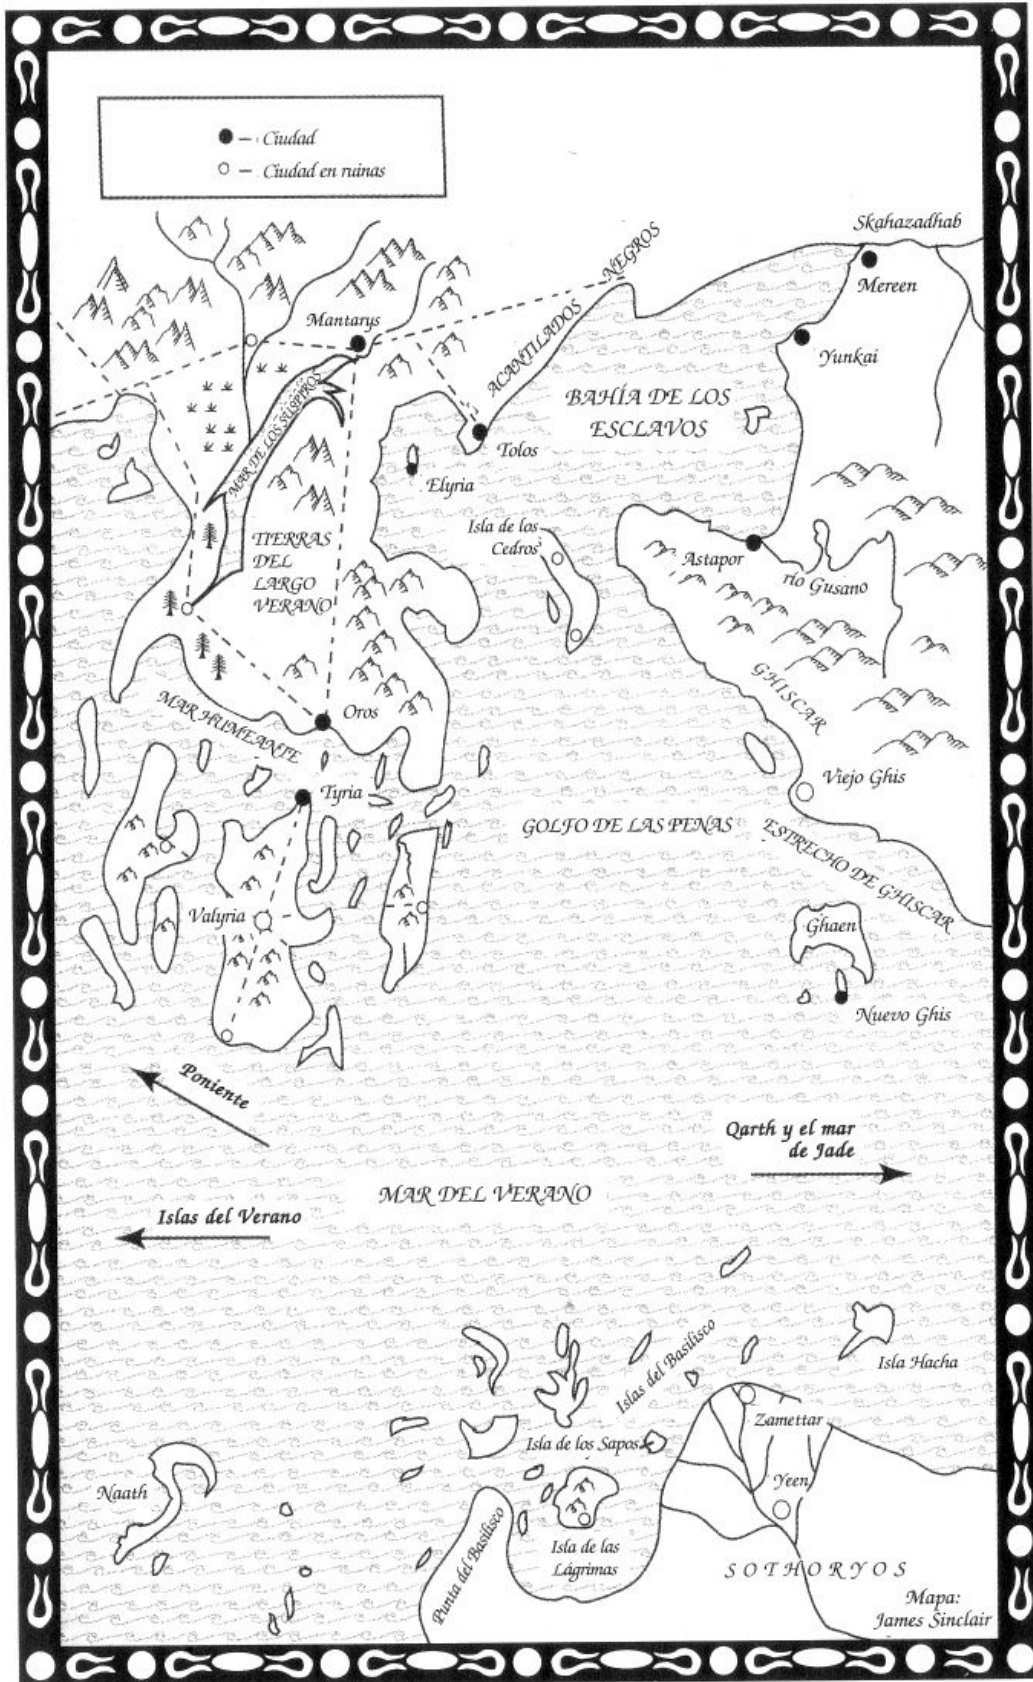 Ciudad
Ciudad en ruinas
Skahazadhab
Mereen
Yunkai
Mantarys
ACANTILADOS NEGROS
BAHÍA DE LOS
ESCLAVOS
MAR DE LOS SUSPIROS
Tolos
Elyria
Isla de los
Cedros
Astapor
río Gusano
TIERRAS
DEL
LARGO
VERANO
GHISCAR
Oros
MAR HUMEANTE
Viejo Ghis
Tyria
GOLFO DE LAS PENAS
ESTRECHO DE GHISCAR
Valyria
Ghaen
Nuevo Ghis
Poniente
Qarth y el mar
de Jade
MAR DEL VERANO
Islas del Verano
Islas del Basilisco
Isla Hacha
Zamettar
Isla de los Sapos
Yeen
Naath
Punta del Basilisco
Isla de las
Lágrimas
SOTHORYOS
Mapa:
James Sinclair